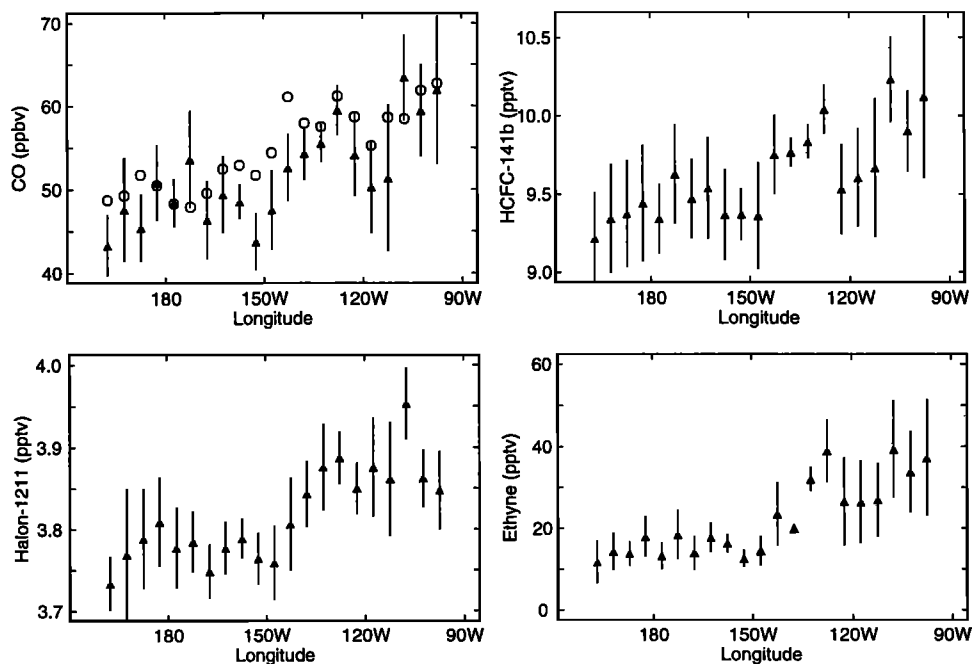 CO (ppbv)
70
60
50
40
180
150W
120W
90W
Longitude
HCFC-141b (pptv)
10.5
10.0
9.5
9.0
180
150W
120W
90W
Longitude
Halon-1211 (pptv)
4.0
3.9
3.8
3.7
180
150W
120W
90W
Longitude
Ethyne (pptv)
60
40
20
0
180
150W
120W
90W
Longitude